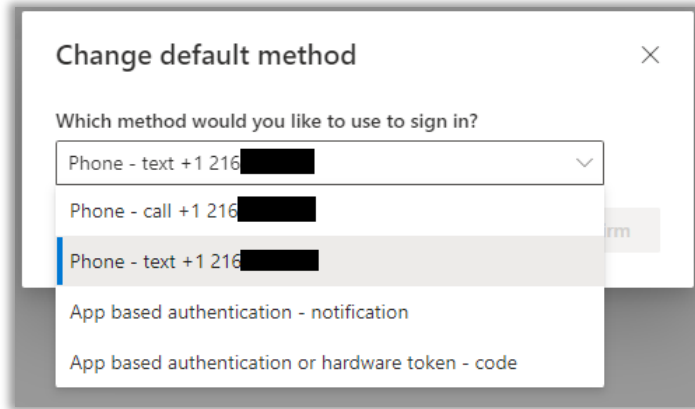 Change default method
Which method would you like to use to sign in?
Phone - text +1 216
Phone - call +1 216
rm
Phone - text +1 216
App based authentication - notification
App based authentication or hardware token - code